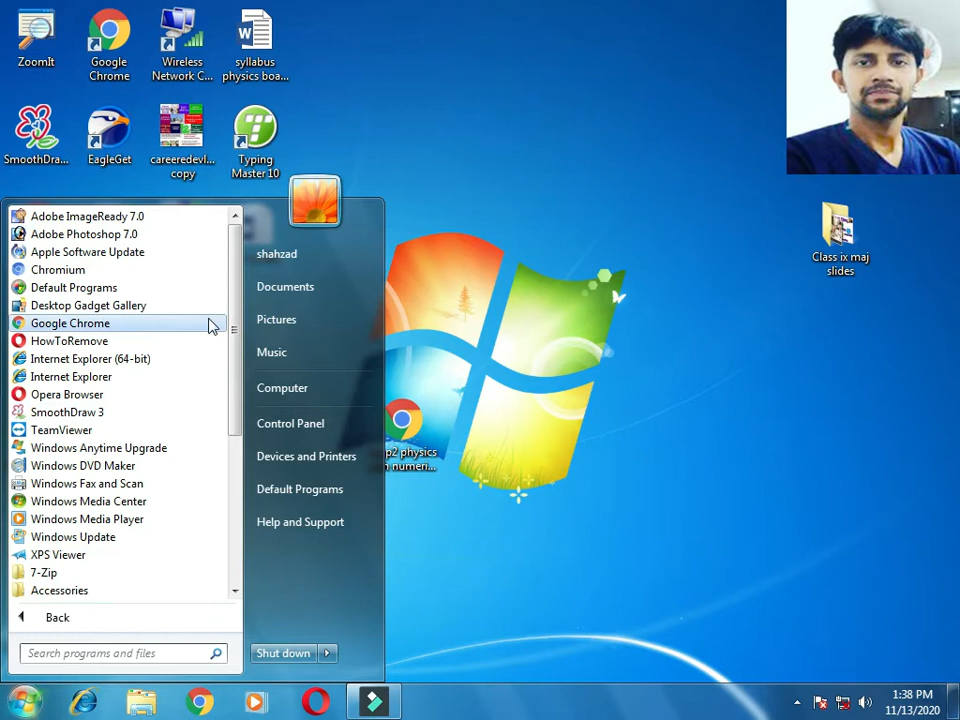 ZoomIt
Google
Chrome
Wireless
Network C...
syllabus
physics boa...
SmoothDra...
EagleGet
careeredevl...
copy
Typing
Master 10
Class ix maj
slides
Adobe ImageReady 7.0
Adobe Photoshop 7.0
Apple Software Update
Chromium
Default Programs
Desktop Gadget Gallery
Google Chrome
HowToRemove
Internet Explorer (64-bit)
Internet Explorer
Opera Browser
SmoothDraw 3
TeamViewer
Windows Anytime Upgrade
Windows DVD Maker
Windows Fax and Scan
Windows Media Center
Windows Media Player
Windows Update
XPS Viewer
7-Zip
Accessories
Back
Search programs and files
shahzad
Documents
Pictures
Music
Computer
Control Panel
Devices and Printers
Default Programs
Help and Support
Shut down
physics
numeri...
1:38 PM
11/13/2020